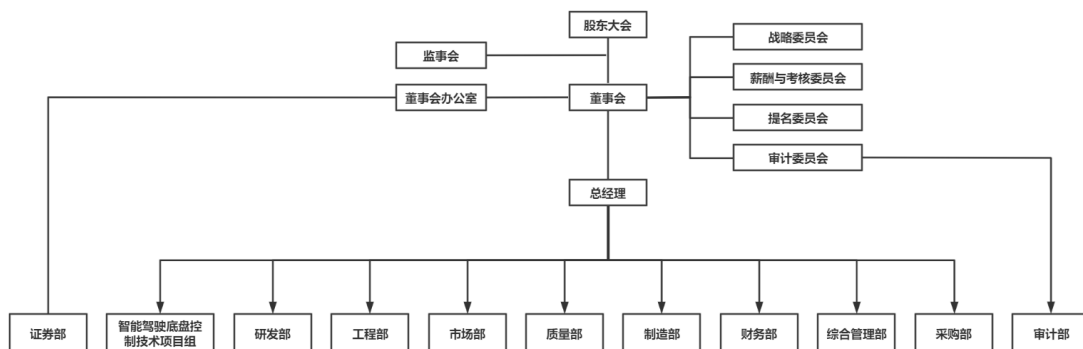 股东大会
战略委员会
监事会
薪酬与考核委员会
董事会办公室
董事会
提名委员会
审计委员会
总经理
证券部
智能驾驶底盘控
制技术项目组
研发部
工程部
市场部
质量部
制造部
财务部
综合管理部
采购部
审计部